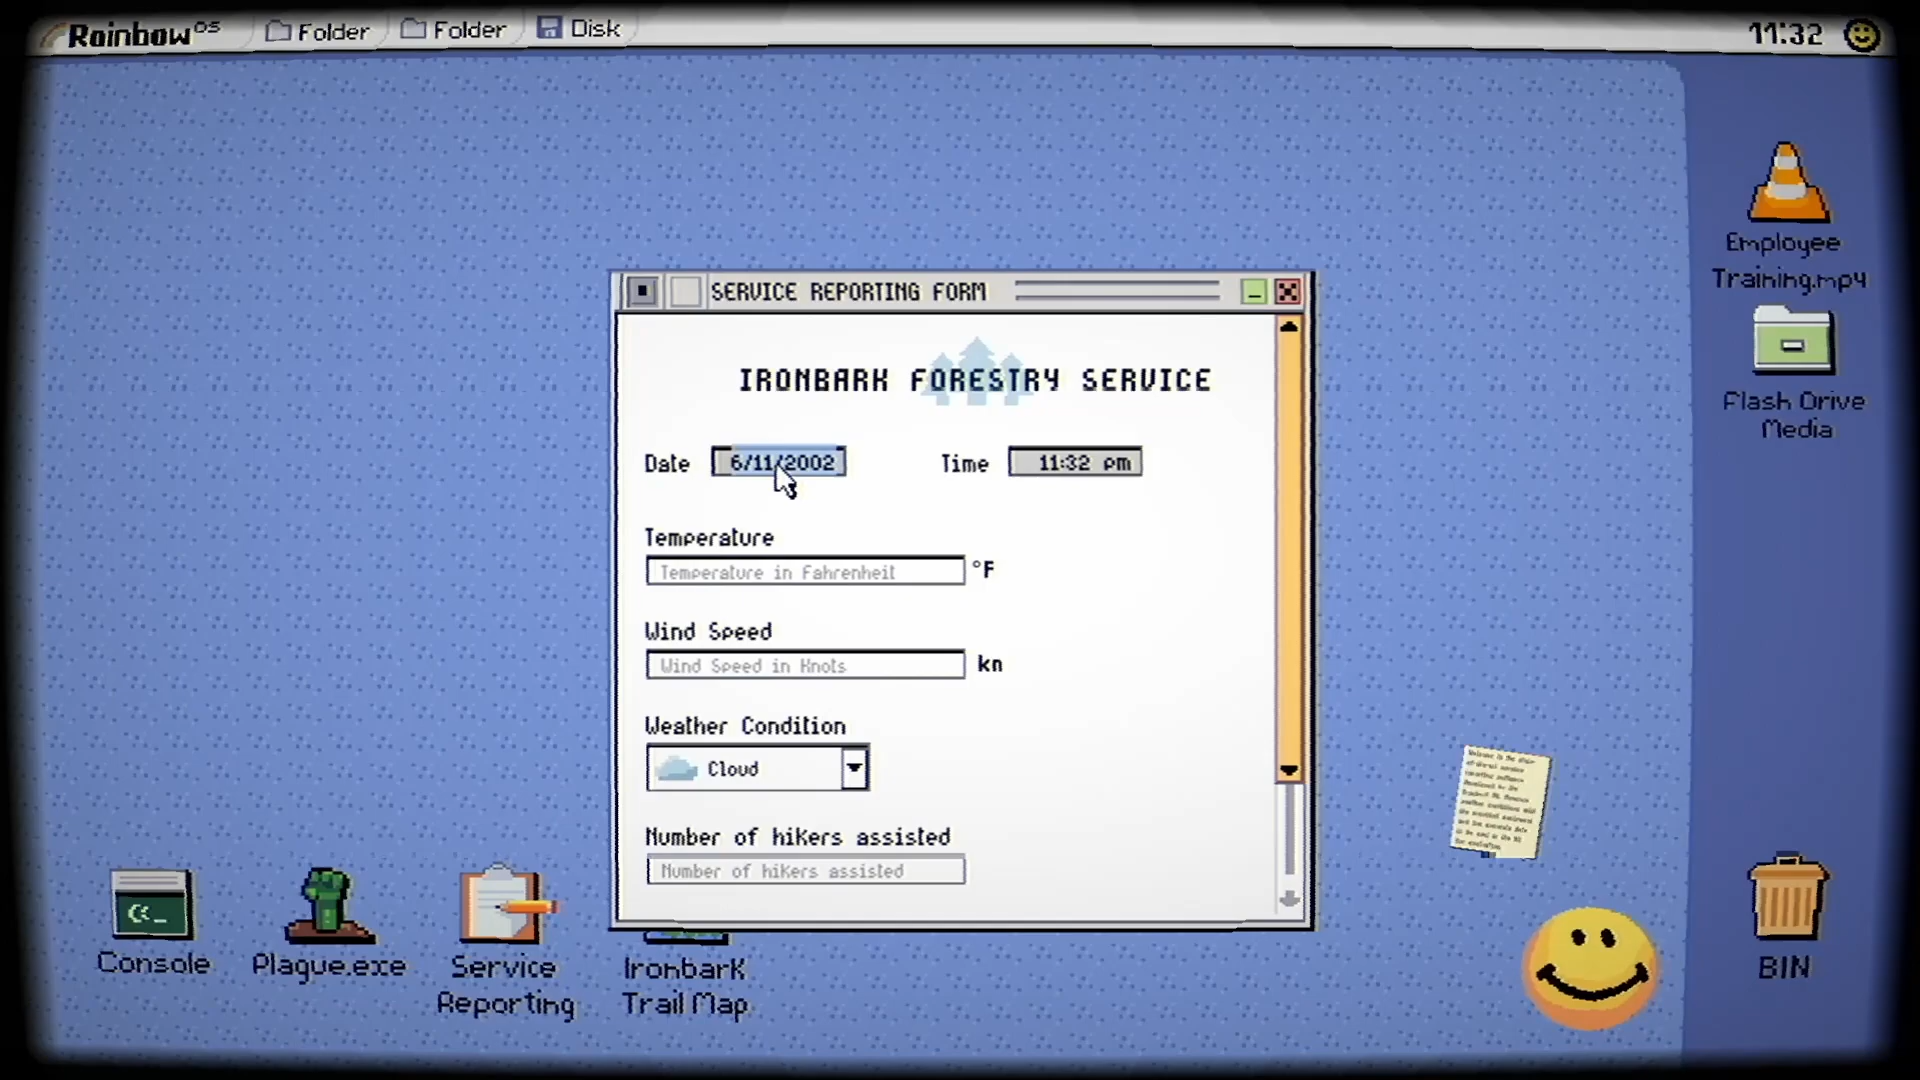 Rainbow OS
Folder
Folder
Disk
11:32
Employee
Training.mp4
Flash Drive
Media
SERVICE REPORTING FORM
IRONBARK FORESTRY SERVICE
Date 6/11/2002 Time 11:32 pm
Temperature
Temperature in Fahrenheit °F
Wind Speed
Wind Speed in Knots kn
Weather Condition
Cloud
Number of hikers assisted
Number of hikers assisted
Console
Plague.exe
Service
Reporting
Ironbark
Trail Map
BIN